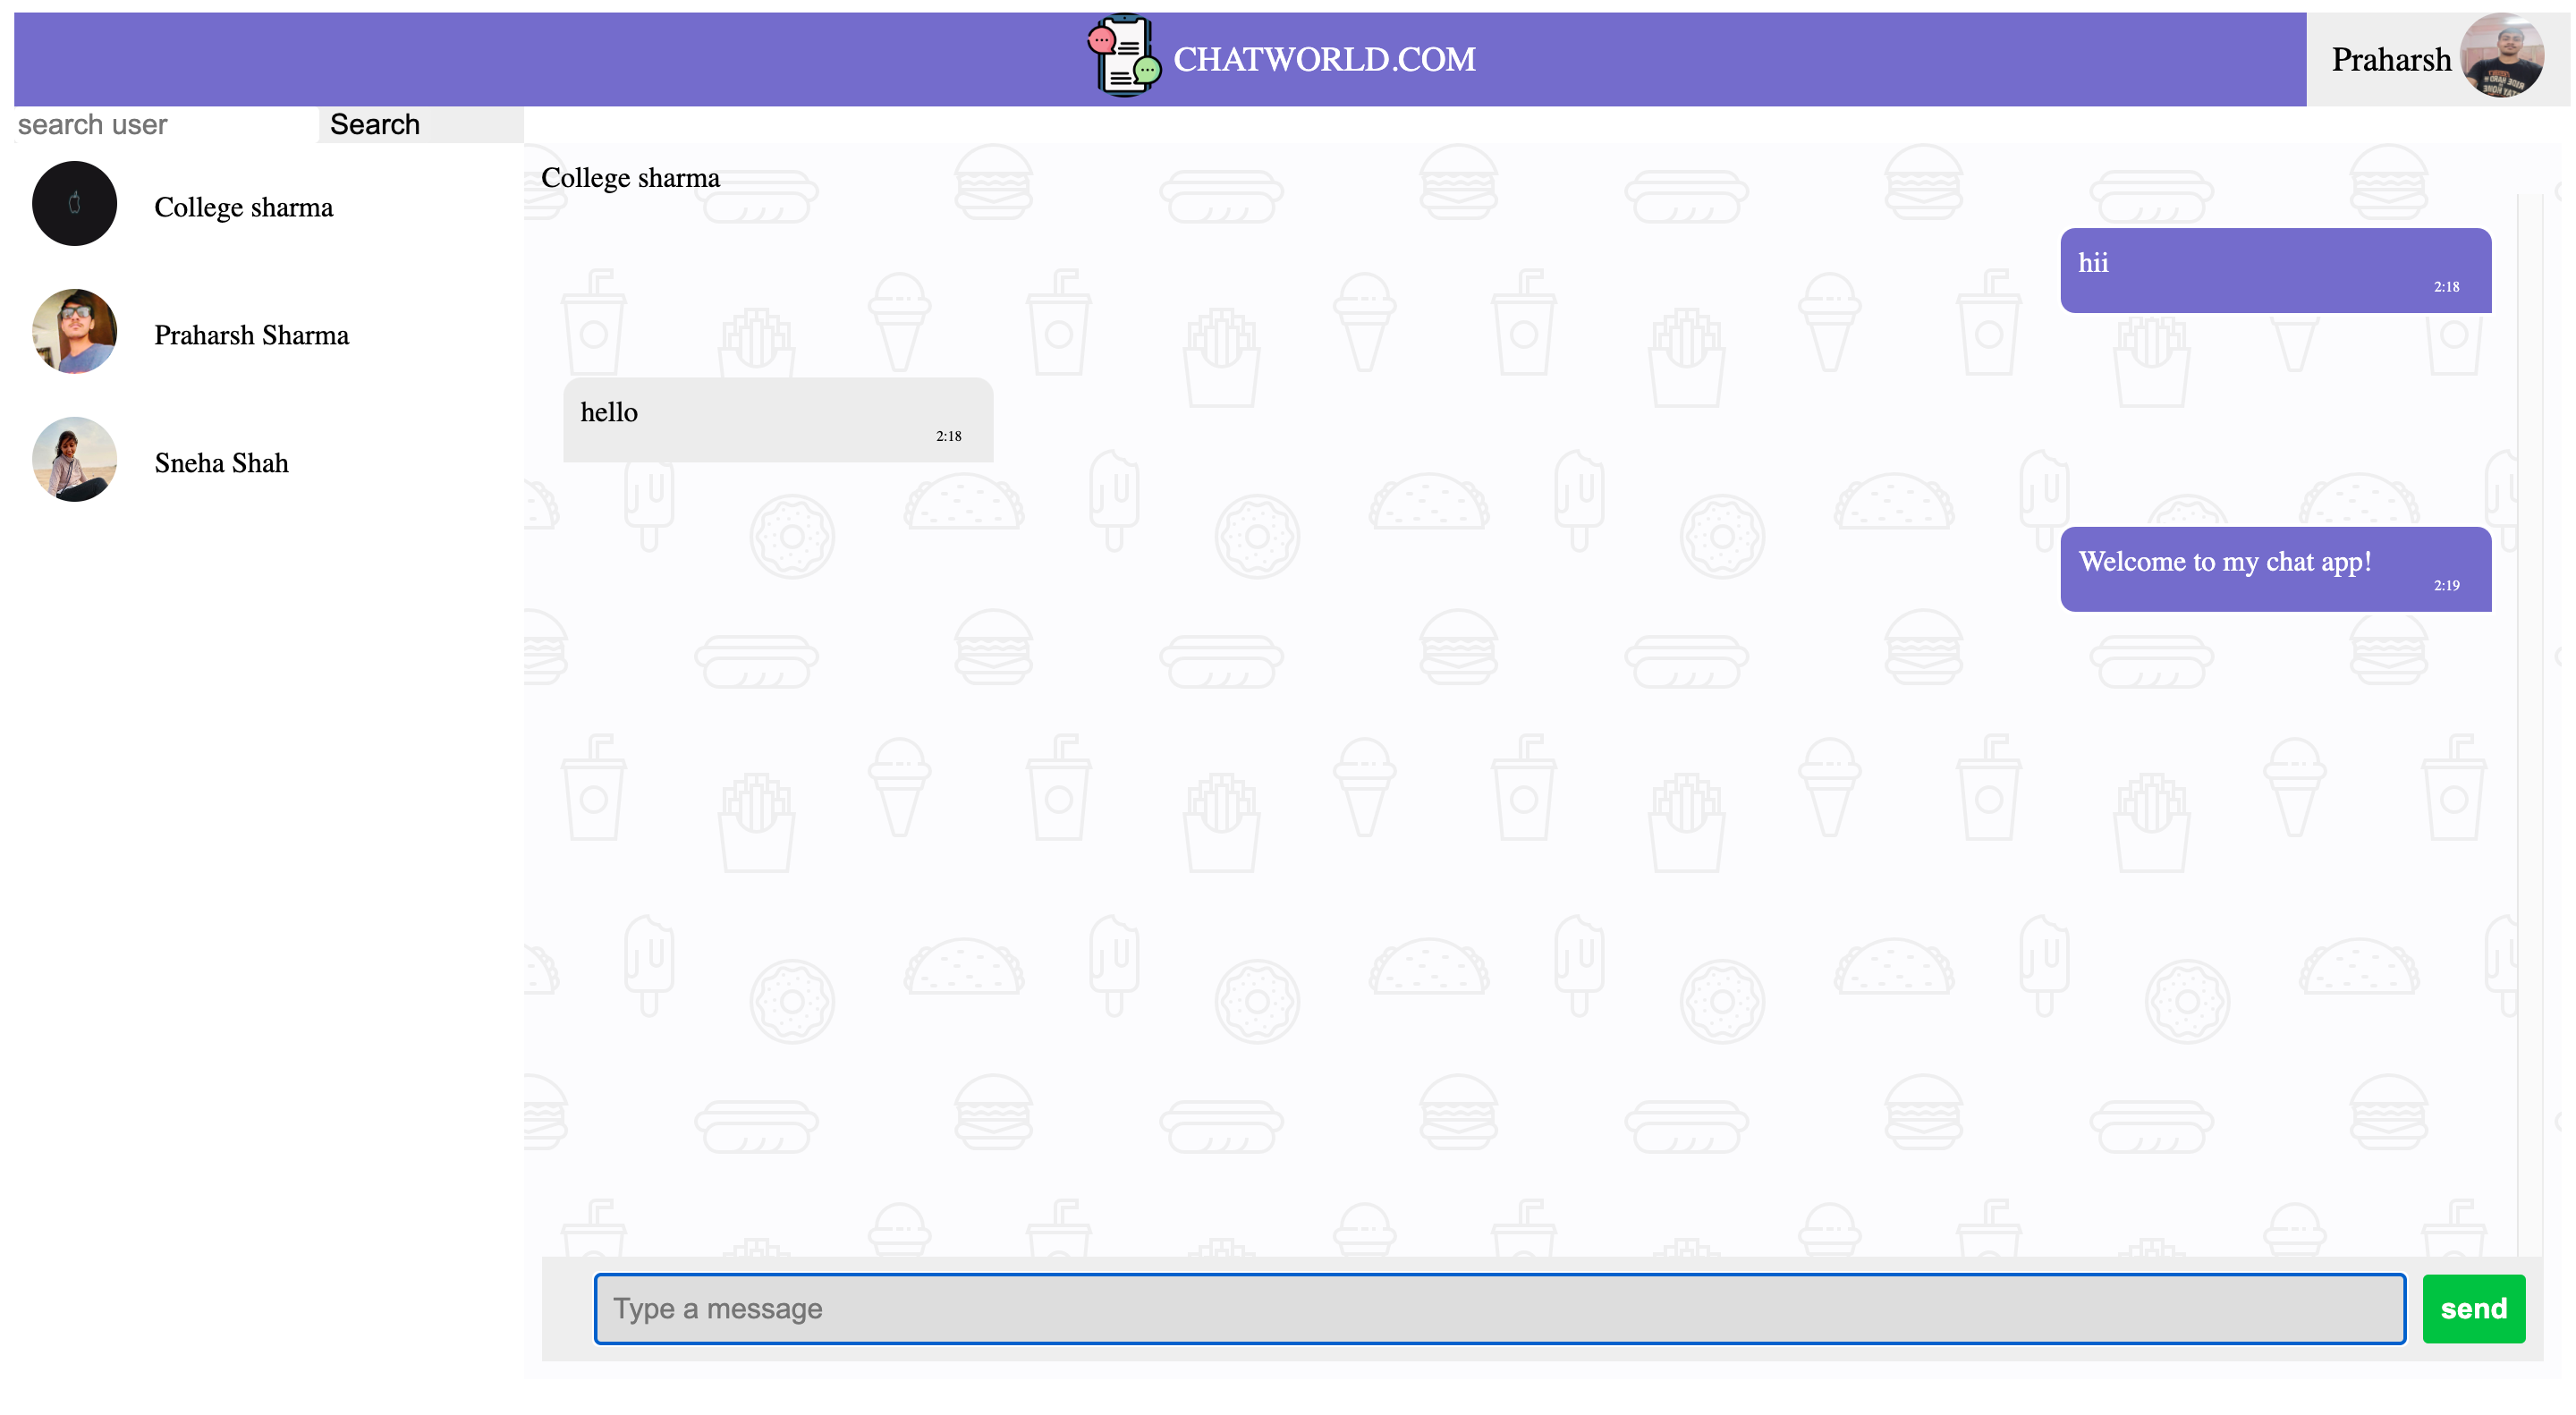 CHATWORLD.COM
Praharsh
search user
Search
College sharma
Praharsh Sharma
Sneha Shah
College sharma
hii
2:18
hello
2:18
Welcome to my chat app!
2:19
Type a message
send